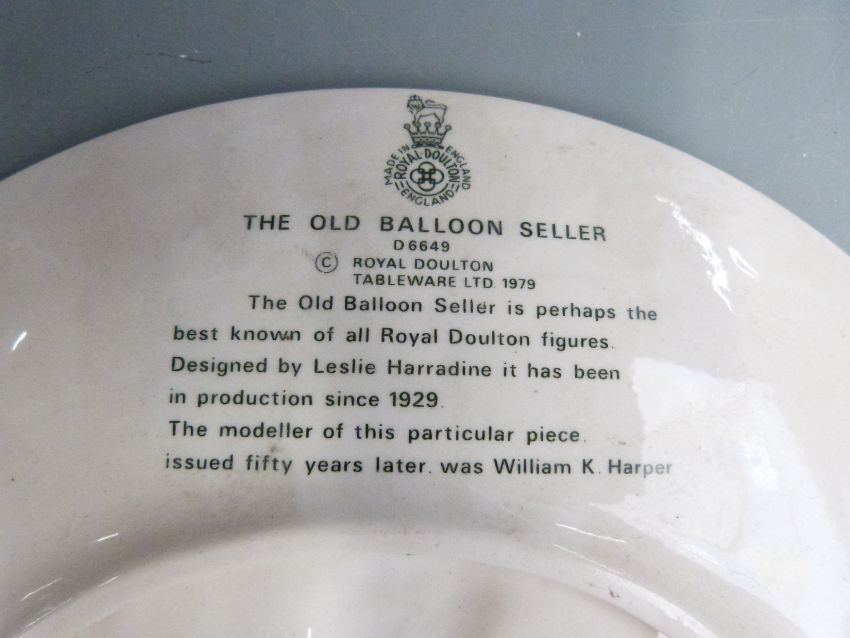 MADE IN ENGLAND
ROYAL·DOULTON
ENGLAND
THE OLD BALLOON SELLER
D 6649
© ROYAL DOULTON
TABLEWARE LTD. 1979
The Old Balloon Seller is perhaps the
best known of all Royal Doulton figures.
Designed by Leslie Harradine it has been
in production since 1929.
The modeller of this particular piece.
issued fifty years later. was William K. Harper